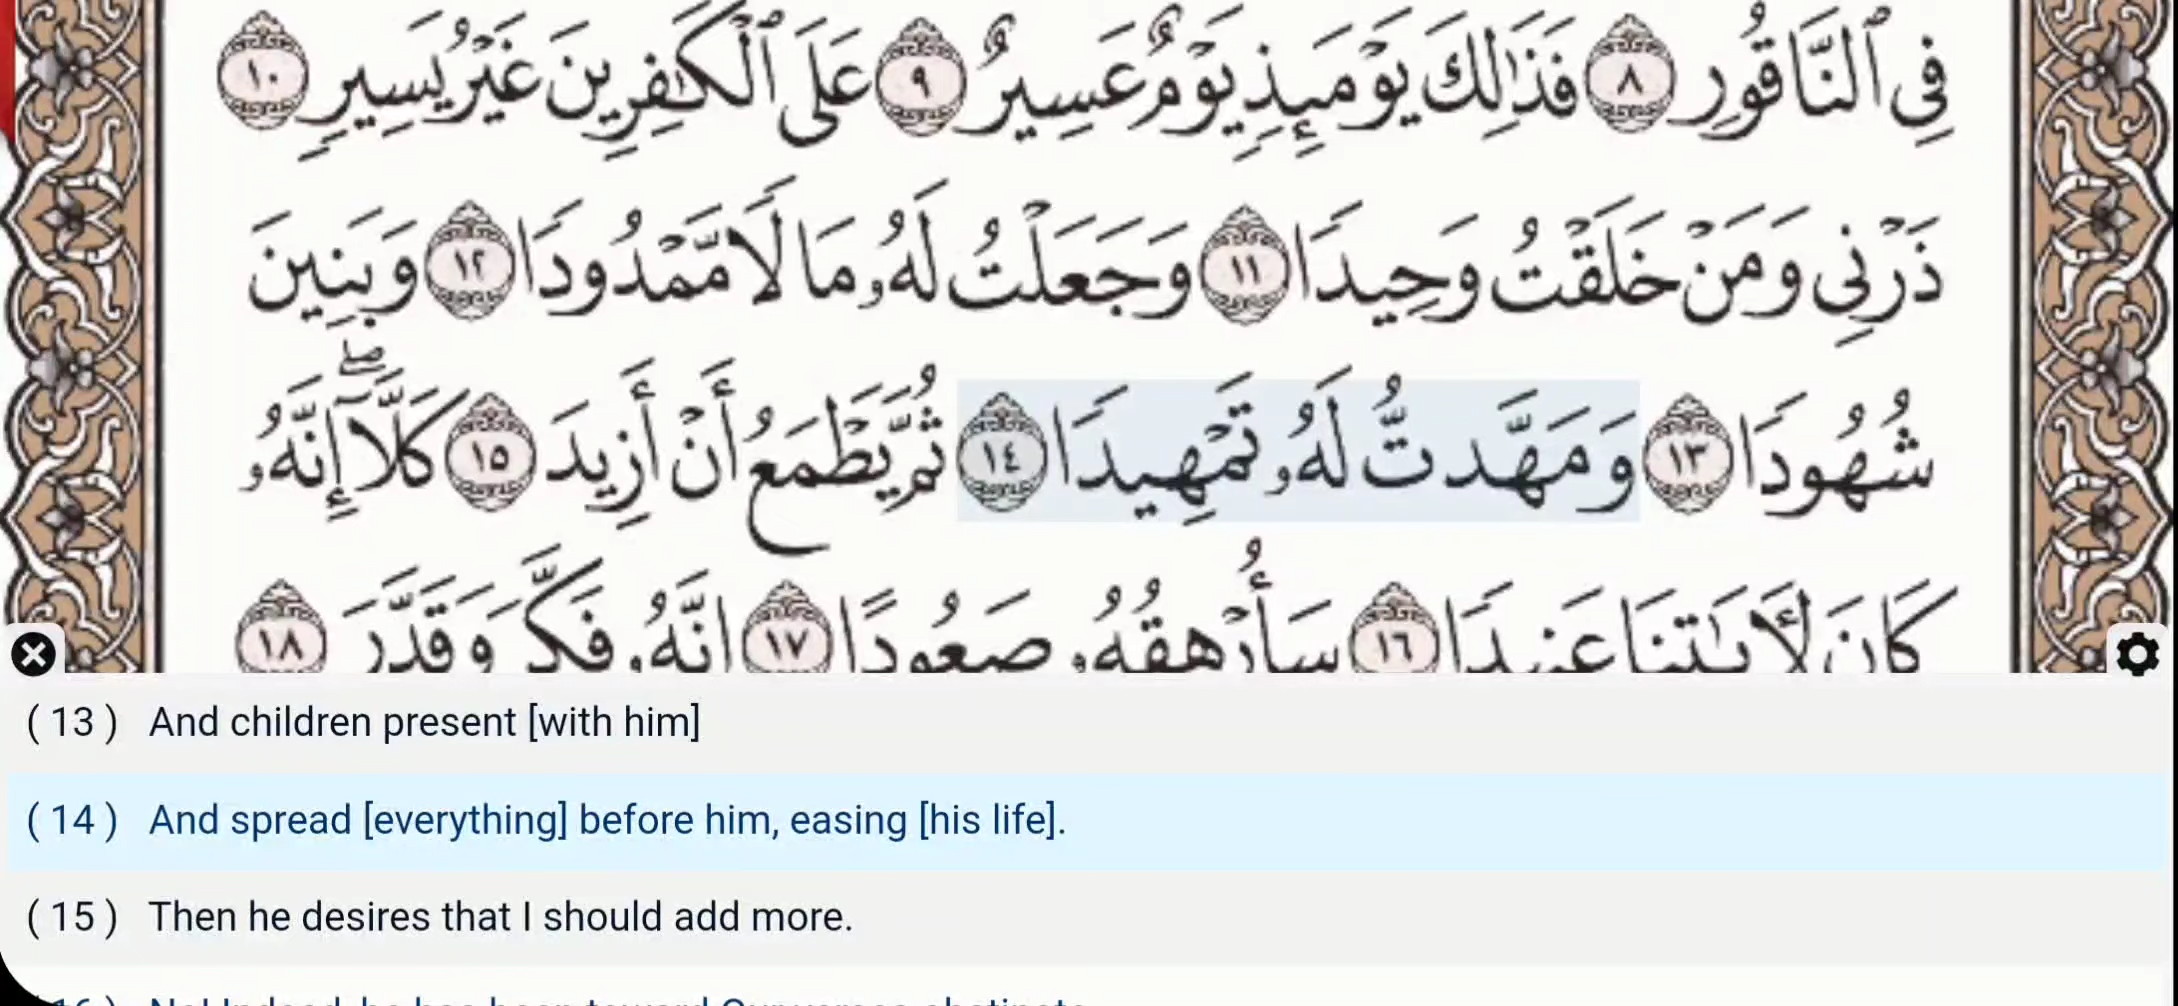 فِى ٱلنَّاقُورِ ٨ فَذَٰلِكَ يَوْمَئِذٍ يَوْمٌ عَسِيرٌ ٩ عَلَى ٱلْكَٰفِرِينَ غَيْرُ يَسِيرٍ ١٠
ذَرْنِى وَمَنْ خَلَقْتُ وَحِيدًا ١١ وَجَعَلْتُ لَهُۥ مَالًا مَّمْدُودًا ١٢ وَبَنِينَ
شُهُودًا ١٣ وَمَهَّدتُّ لَهُۥ تَمْهِيدًا ١٤ ثُمَّ يَطْمَعُ أَنْ أَزِيدَ ١٥ كَلَّآ ۖ إِنَّهُۥ
كَانَ لِءَايَٰتِنَا عَنِيدًا ١٦ سَأُرْهِقُهُۥ صَعُودًا ١٧ إِنَّهُۥ فَكَّرَ وَقَدَّرَ ١٨
( 13 ) And children present [with him]
( 14 ) And spread [everything] before him, easing [his life].
( 15 ) Then he desires that I should add more.